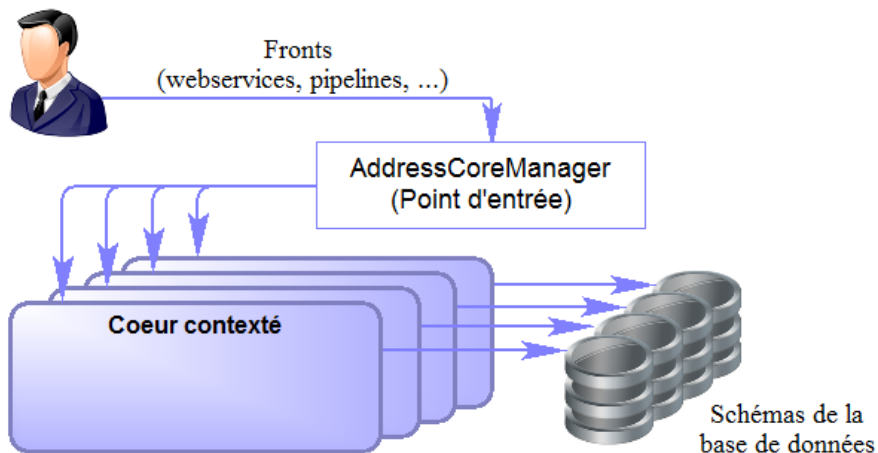 Fronts
(webservices, pipelines, ...)
AddressCoreManager
(Point d'entrée)
Coeur contexté
Schémas de la
base de données